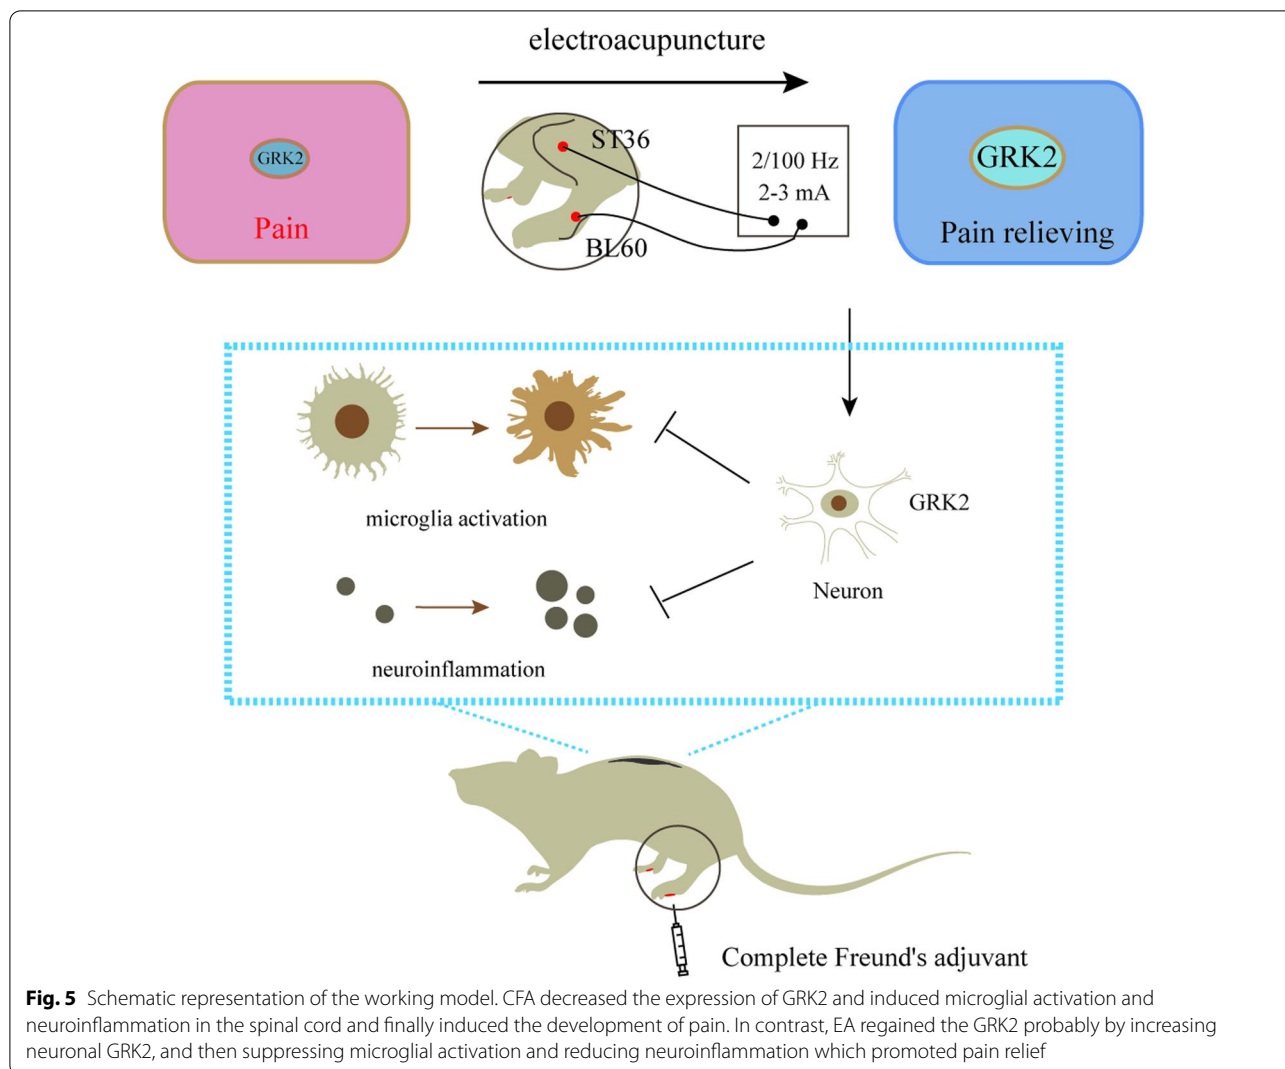 electroacupuncture
GRK2
Pain
ST36
BL60
2/100 Hz
2-3 mA
GRK2
Pain relieving
microglia activation
GRK2
Neuron
neuroinflammation
Complete Freund's adjuvant
Fig. 5 Schematic representation of the working model. CFA decreased the expression of GRK2 and induced microglial activation and
neuroinflammation in the spinal cord and finally induced the development of pain. In contrast, EA regained the GRK2 probably by increasing
neuronal GRK2, and then suppressing microglial activation and reducing neuroinflammation which promoted pain relief